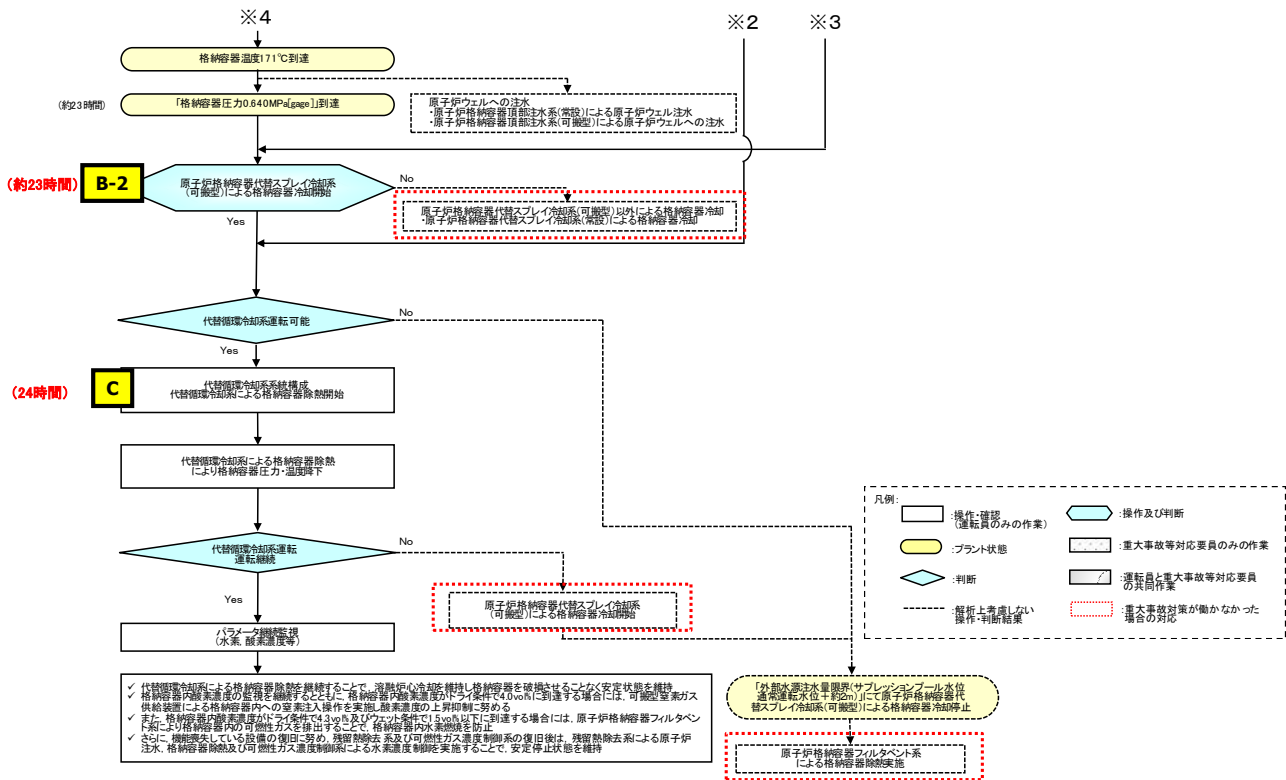 ※4
※2
※3
格納容器温度171℃到達
(約23時間)
「格納容器圧力0.640MPa[gage]」到達
原子炉ウェルへの注水
・原子炉格納容器頂部注水系(常設)による原子炉ウェル注水
・原子炉格納容器頂部注水系(可搬型)による原子炉ウェルへの注水
(約23時間)
B-2
原子炉格納容器代替スプレイ冷却系
(可搬型)による格納容器冷却開始
No
Yes
原子炉格納容器代替スプレイ冷却系(可搬型)以外による格納容器冷却
・原子炉格納容器代替スプレイ冷却系(常設)による格納容器冷却
代替循環冷却系運転可能
No
Yes
(24時間)
C
代替循環冷却系系統構成
代替循環冷却系による格納容器除熱開始
代替循環冷却系による格納容器除熱
により格納容器圧力・温度降下
代替循環冷却系運転
運転継続
No
Yes
原子炉格納容器代替スプレイ冷却系
(可搬型)による格納容器冷却開始
パラメータ継続監視
(水素、酸素濃度等)
✓ 代替循環冷却系による格納容器除熱を継続することで、溶融炉心冷却を維持し格納容器を破損させることなく安定状態を維持
✓ 格納容器内酸素濃度の監視を継続するとともに、格納容器内酸素濃度がドライ条件で4.0vol%に到達する場合には、可搬型窒素ガス
供給装置による格納容器内への窒素注入操作を実施し酸素濃度の上昇抑制に努める
✓ また、格納容器内酸素濃度がドライ条件で4.3vol%及びウェット条件で1.5vol%以下に到達する場合には、原子炉格納容器フィルタベン
ト系により格納容器内の可燃性ガスを排出することで、格納容器内水素燃焼を防止
✓ さらに、機能喪失している設備の復旧に努め、残留熱除去系及び可燃性ガス濃度制御系の復旧後は、残留熱除去系による原子炉
注水、格納容器除熱及び可燃性ガス濃度制御系による水素濃度制御を実施することで、安定停止状態を維持
「外部水源注水量限界(サプレッションプール水位
通常運転水位+約2m)」にて原子炉格納容器代
替スプレイ冷却系(可搬型)による格納容器冷却停止
原子炉格納容器フィルタベント系
による格納容器除熱実施
凡例:
:操作・確認
(運転員のみの作業)
:プラント状態
:判断
:解析上考慮しない
操作・判断結果
:操作及び判断
:重大事故等対応要員のみの作業
:運転員と重大事故等対応要員
の共同作業
:重大事故対策が働かなかった
場合の対応